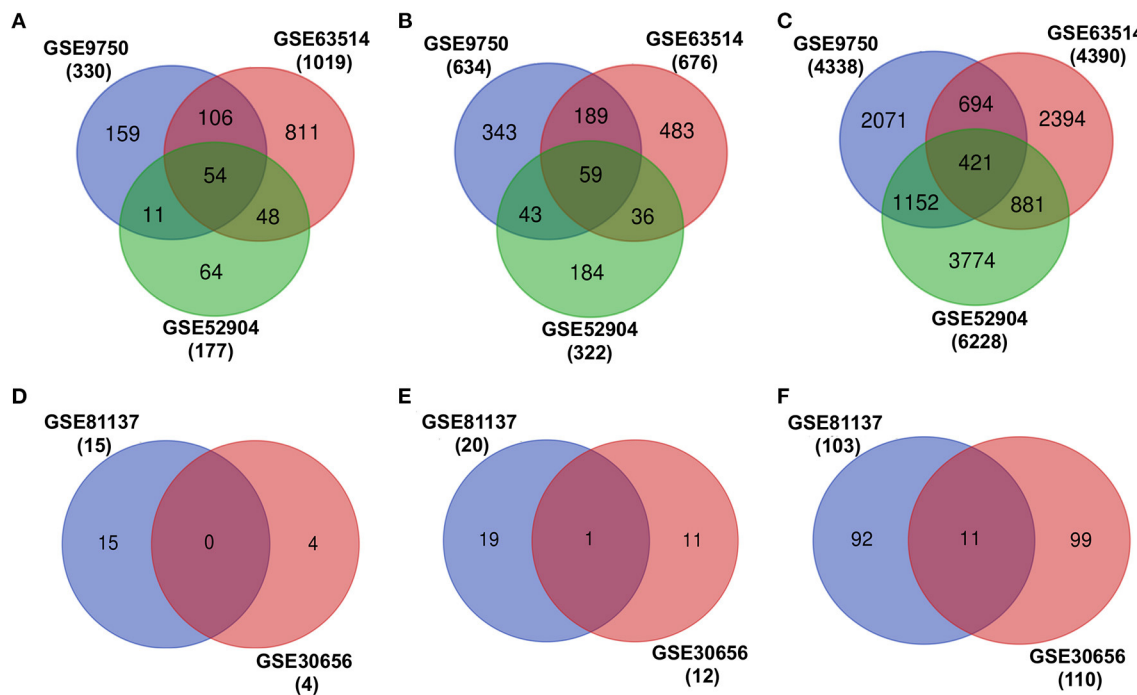 A
GSE9750
(330)
GSE63514
(1019)
159
106
811
54
11
48
64
GSE52904
(177)
B
GSE9750
(634)
GSE63514
(676)
343
189
483
59
43
36
184
GSE52904
(322)
C
GSE9750
(4338)
GSE63514
(4390)
2071
694
2394
421
1152
881
3774
GSE52904
(6228)
D
GSE81137
(15)
15
0
4
GSE30656
(4)
E
GSE81137
(20)
19
1
11
GSE30656
(12)
F
GSE81137
(103)
92
11
99
GSE30656
(110)